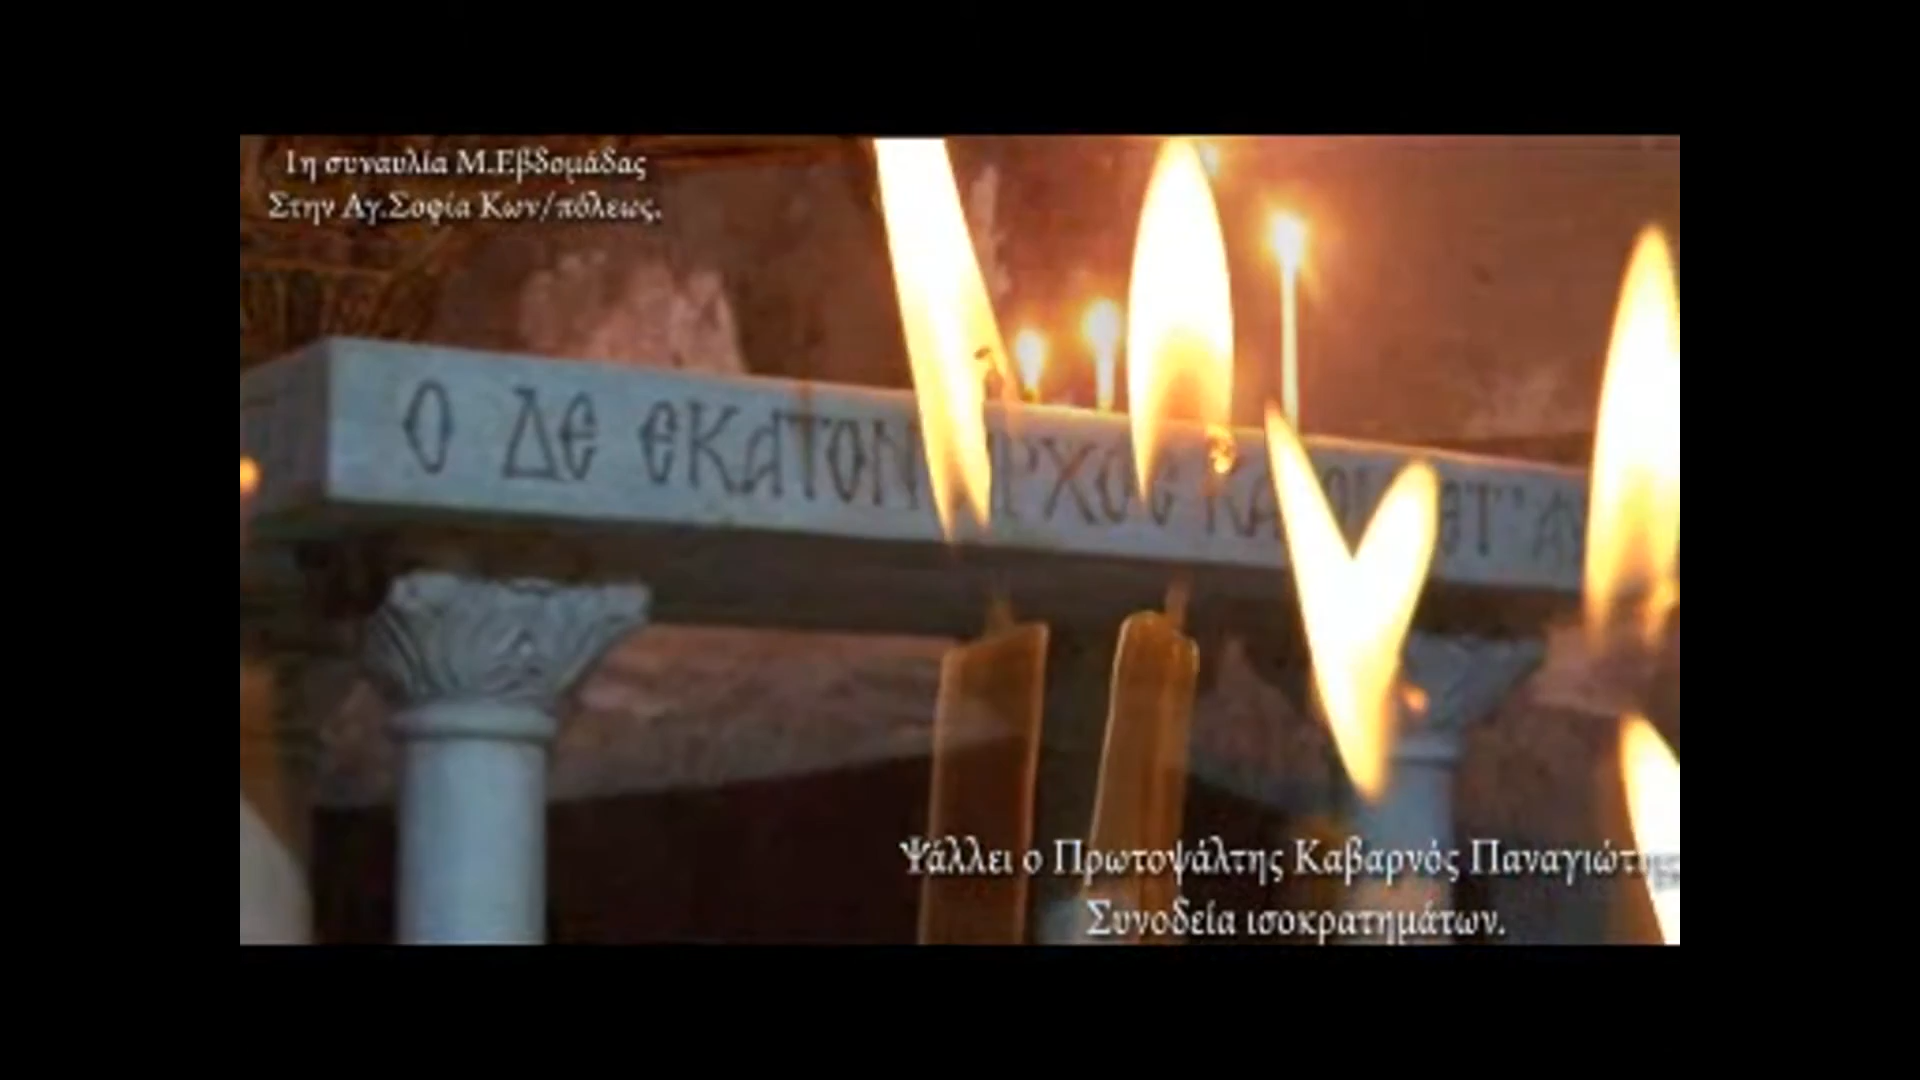 1η συναυλία Μ.Εβδομάδας
Στην Αγ.Σοφία Κων/πόλεως.
Ο ΔΕ ΕΚΑΤΟΝ
Ψάλλει ο Πρωτοψάλτης Καβαρνός
Συνοδεία ισοκρατημάτων.